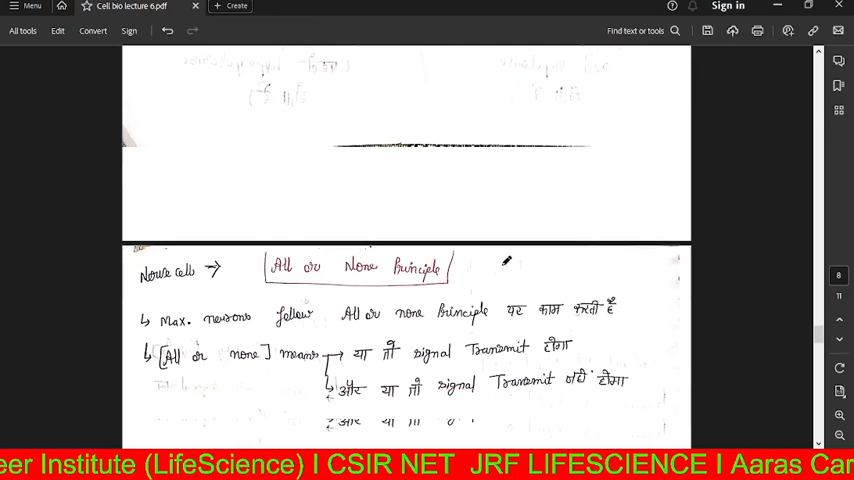 Menu
Cell bio lecture 6.pdf
Create
Sign in
All tools Edit Convert Sign
Find text or tools
Nerve cell → All or None Principle
↳ Max. neurons follow All or none Principle पर काम करती है
↳ [All or none] means → या तो signal Transmit होगा
↳ और या तो signal Transmit नही होगा
और या तो
8
11
eer Institute (LifeScience) I CSIR NET JRF LIFESCIENCE I Aaras Car